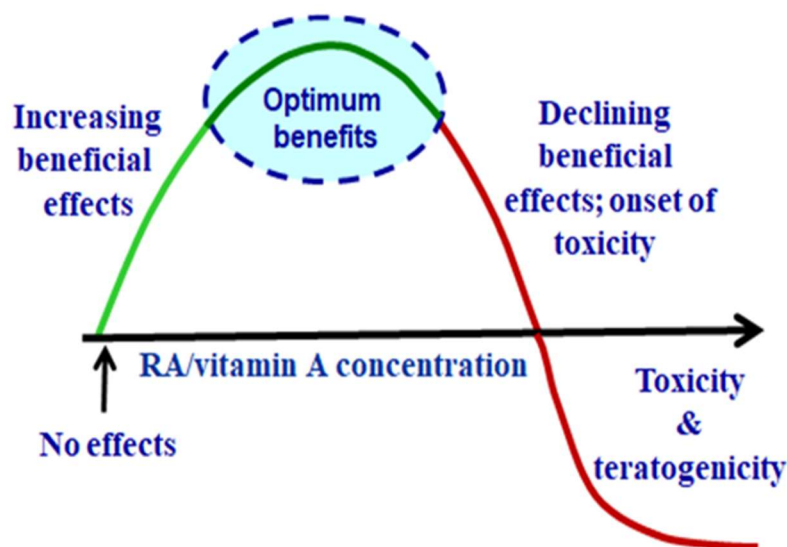 Increasing
beneficial
effects
Optimum
benefits
Declining
beneficial
effects; onset of
toxicity
RA/vitamin A concentration
No effects
Toxicity
&
teratogenicity